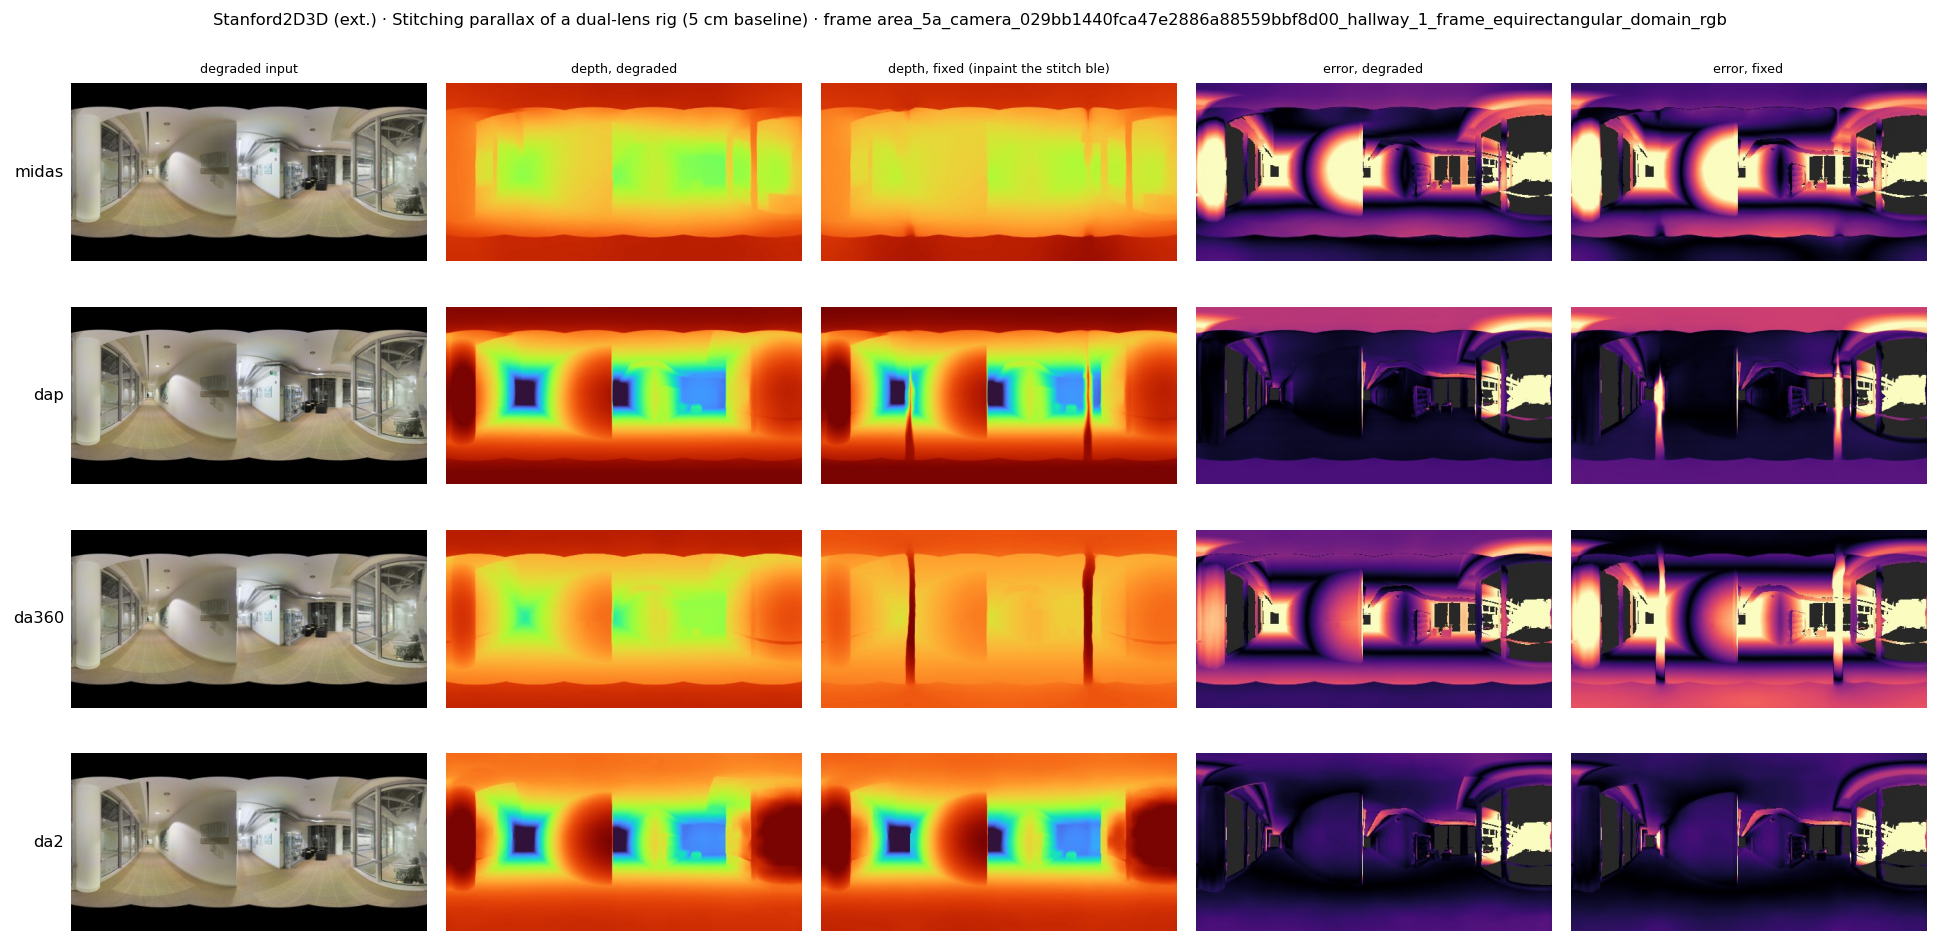 Stanford2D3D (ext.) · Stitching parallax of a dual-lens rig (5 cm baseline) · frame area_5a_camera_029bb1440fca47e2886a88559bbf8d00_hallway_1_frame_equirectangular_domain_rgb
degraded input
depth, degraded
depth, fixed (inpaint the stitch ble)
error, degraded
error, fixed
midas
dap
da360
da2